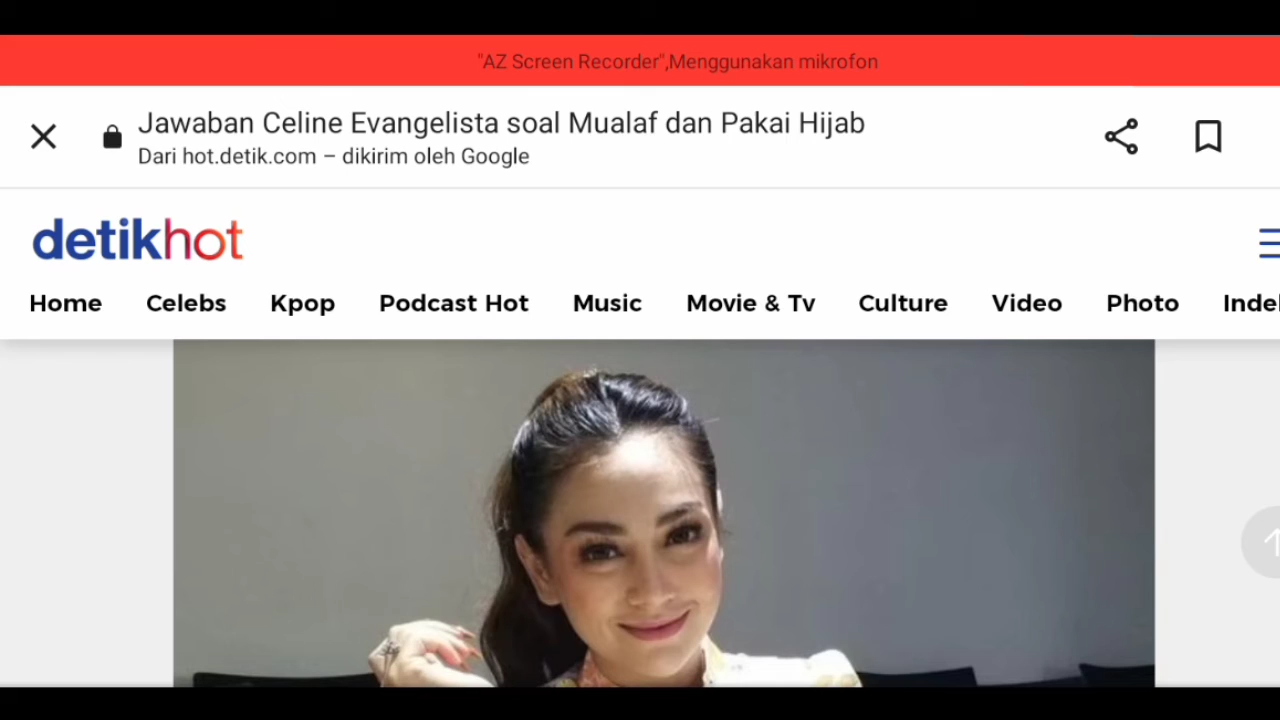 "AZ Screen Recorder",Menggunakan mikrofon
Jawaban Celine Evangelista soal Mualaf dan Pakai Hijab
Dari hot.detik.com – dikirim oleh Google
detikhot
Home Celebs Kpop Podcast Hot Music Movie & Tv Culture Video Photo